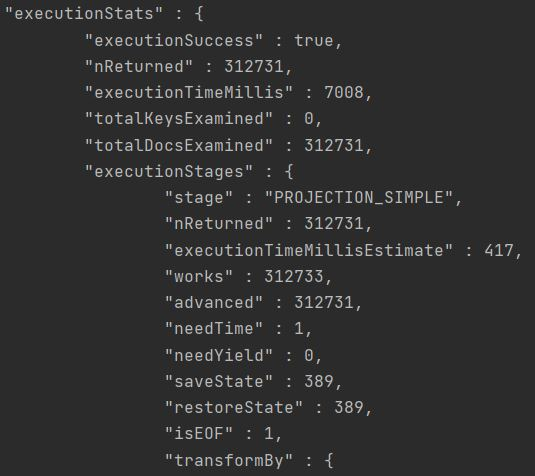 "executionStats" : {
"executionSuccess" : true,
"nReturned" : 312731,
"executionTimeMillis" : 7008,
"totalKeysExamined" : 0,
"totalDocsExamined" : 312731,
"executionStages" : {
"stage" : "PROJECTION_SIMPLE",
"nReturned" : 312731,
"executionTimeMillisEstimate" : 417,
"works" : 312733,
"advanced" : 312731,
"needTime" : 1,
"needYield" : 0,
"saveState" : 389,
"restoreState" : 389,
"isEOF" : 1,
"transformBy" : {